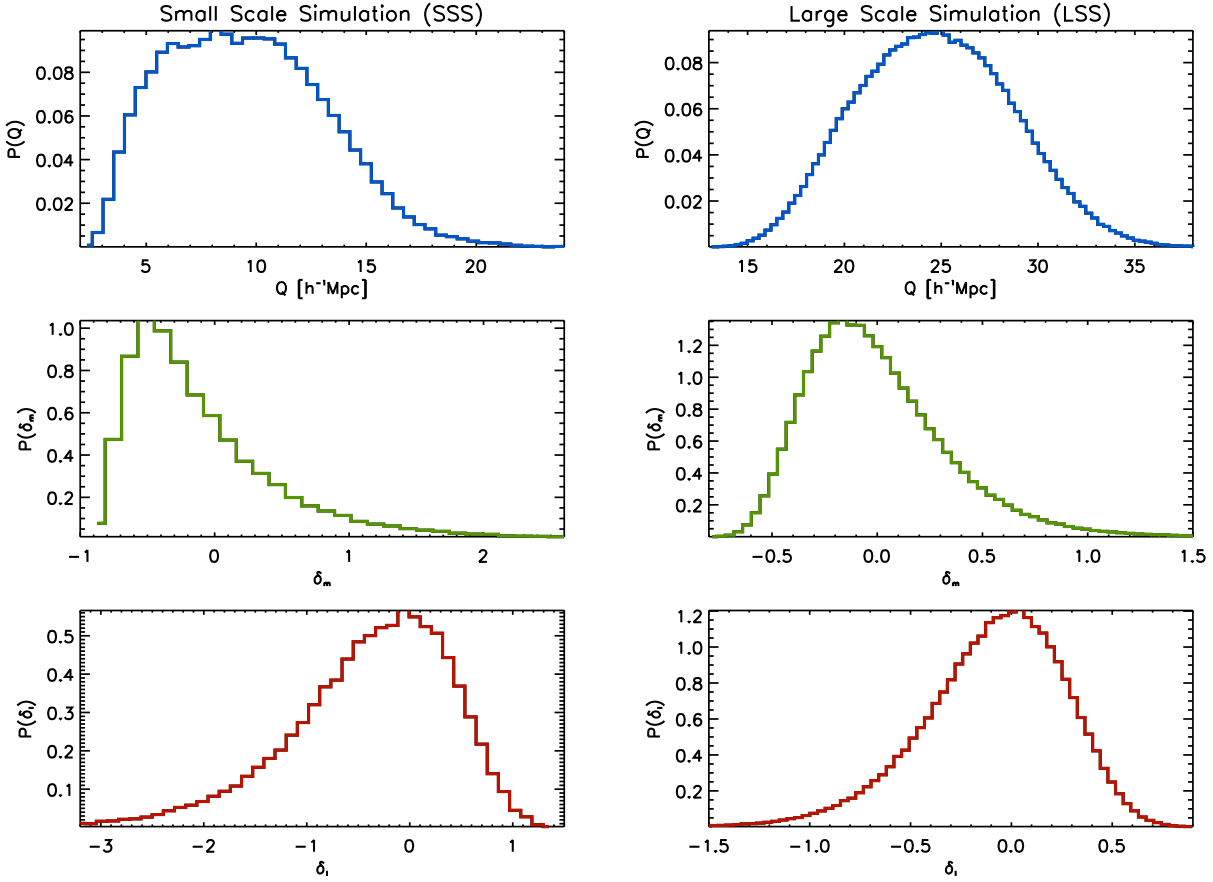 Small Scale Simulation (SSS)
Large Scale Simulation (LSS)
P(Q)
0.08
0.06
0.04
0.02
5 10 15 20
Q [h⁻¹Mpc]
P(Q)
0.08
0.06
0.04
0.02
15 20 25 30 35
Q [h⁻¹Mpc]
P(δₘ)
1.0
0.8
0.6
0.4
0.2
−1 0 1 2
δₘ
P(δₘ)
1.2
1.0
0.8
0.6
0.4
0.2
−0.5 0.0 0.5 1.0 1.5
δₘ
P(δₗ)
0.5
0.4
0.3
0.2
0.1
−3 −2 −1 0 1
δₗ
P(δₗ)
1.2
1.0
0.8
0.6
0.4
0.2
−1.5 −1.0 −0.5 0.0 0.5
δₗ